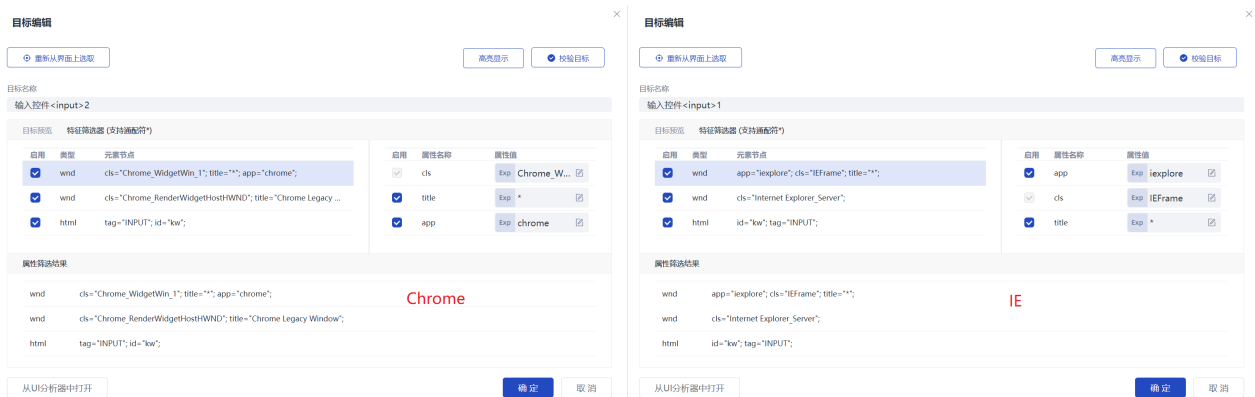 目标编辑
重新从界面上选取
高亮显示
校验目标
目标名称
输入控件<input>2
目标预览 特征筛选器 (支持通配符*)
启用 类型 元素节点
wnd cls="Chrome_WidgetWin_1"; title="*"; app="chrome";
wnd cls="Chrome_RenderWidgetHostHWND"; title="Chrome Legacy ...
html tag="INPUT"; id="kw";
启用 属性名称 属性值
cls Exp Chrome_W...
title Exp *
app Exp chrome
属性筛选结果
wnd cls="Chrome_WidgetWin_1"; title="*"; app="chrome";
wnd cls="Chrome_RenderWidgetHostHWND"; title="Chrome Legacy Window";
html tag="INPUT"; id="kw";
Chrome
从UI分析器中打开
确定
取消
目标编辑
重新从界面上选取
高亮显示
校验目标
目标名称
输入控件<input>1
目标预览 特征筛选器 (支持通配符*)
启用 类型 元素节点
wnd app="iexplore"; cls="IEFrame"; title="*";
wnd cls="Internet Explorer_Server";
html id="kw"; tag="INPUT";
启用 属性名称 属性值
app Exp iexplore
cls Exp IEFrame
title Exp *
属性筛选结果
wnd app="iexplore"; cls="IEFrame"; title="*";
wnd cls="Internet Explorer_Server";
html id="kw"; tag="INPUT";
IE
从UI分析器中打开
确定
取消